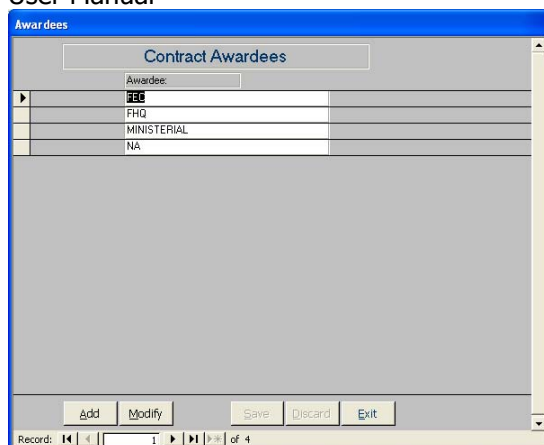 User Manual
Awardees
Contract Awardees
Awardee:
FEC
FHQ
MINISTERIAL
NA
Add Modify Save Discard Exit
Record: 1 of 4